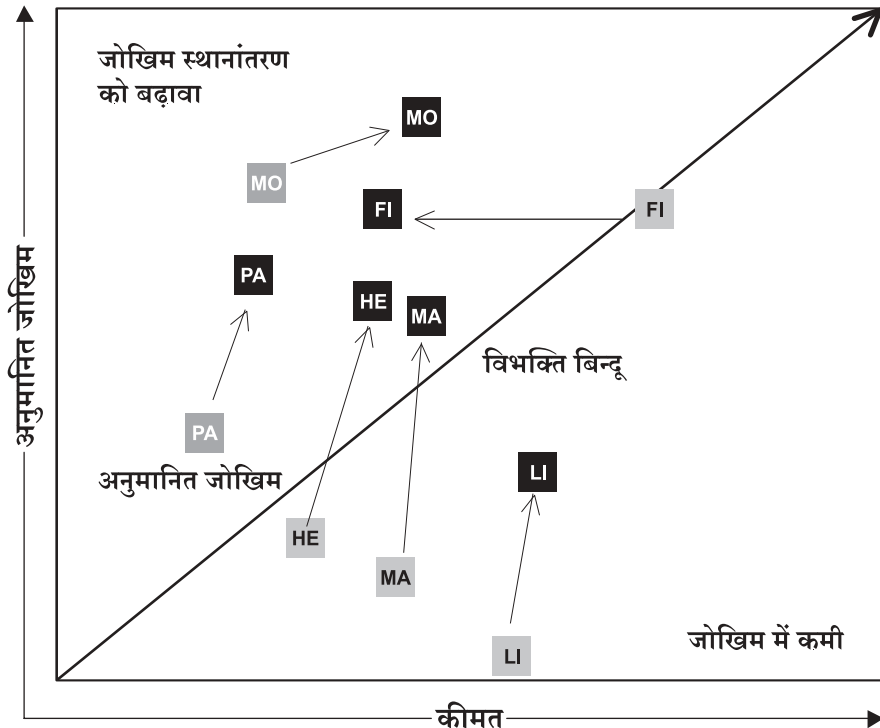 जोखिम स्थानांतरण
को बढ़ावा
MO
MO
FI
FI
PA
HE
MA
विभक्ति बिन्दू
PA
अनुमानित जोखिम
LI
HE
MA
LI
जोखिम में कमी
अनुमानित जोखिम
कीमत